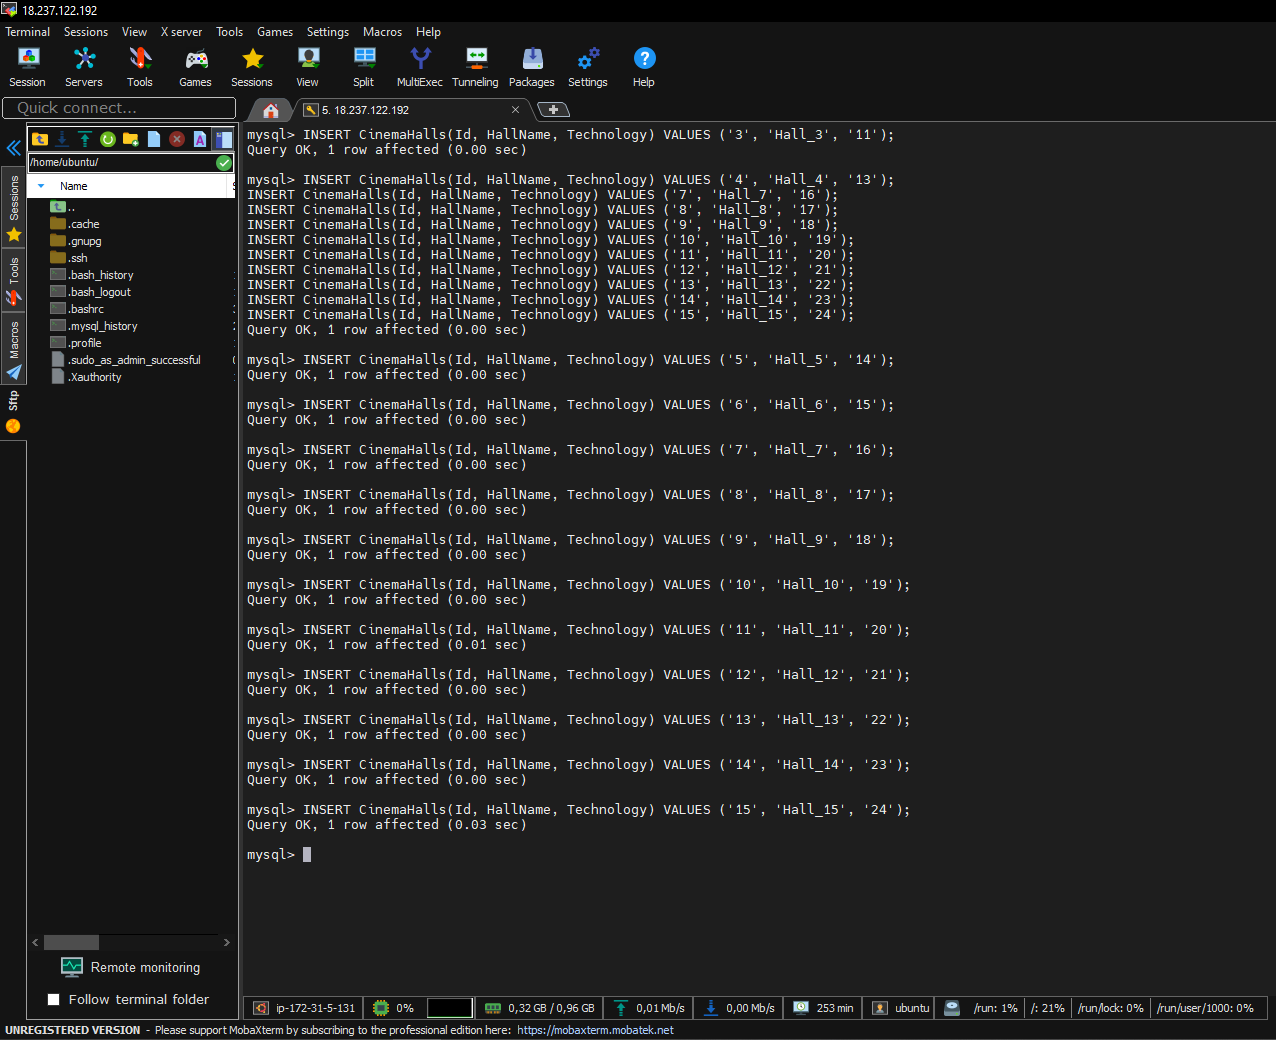 18.237.122.192
Terminal Sessions View X server Tools Games Settings Macros Help
Session Servers Tools Games Sessions View Split MultiExec Tunneling Packages Settings Help
Quick connect...
5. 18.237.122.192
/home/ubuntu/
Name
..
.cache
.gnupg
.ssh
.bash_history
.bash_logout
.bashrc
.mysql_history
.profile
.sudo_as_admin_successful
.Xauthority
Sessions
Tools
Macros
Sftp
mysql> INSERT CinemaHalls(Id, HallName, Technology) VALUES ('3', 'Hall_3', '11');
Query OK, 1 row affected (0.00 sec)
mysql> INSERT CinemaHalls(Id, HallName, Technology) VALUES ('4', 'Hall_4', '13');
INSERT CinemaHalls(Id, HallName, Technology) VALUES ('7', 'Hall_7', '16');
INSERT CinemaHalls(Id, HallName, Technology) VALUES ('8', 'Hall_8', '17');
INSERT CinemaHalls(Id, HallName, Technology) VALUES ('9', 'Hall_9', '18');
INSERT CinemaHalls(Id, HallName, Technology) VALUES ('10', 'Hall_10', '19');
INSERT CinemaHalls(Id, HallName, Technology) VALUES ('11', 'Hall_11', '20');
INSERT CinemaHalls(Id, HallName, Technology) VALUES ('12', 'Hall_12', '21');
INSERT CinemaHalls(Id, HallName, Technology) VALUES ('13', 'Hall_13', '22');
INSERT CinemaHalls(Id, HallName, Technology) VALUES ('14', 'Hall_14', '23');
INSERT CinemaHalls(Id, HallName, Technology) VALUES ('15', 'Hall_15', '24');
Query OK, 1 row affected (0.00 sec)
mysql> INSERT CinemaHalls(Id, HallName, Technology) VALUES ('5', 'Hall_5', '14');
Query OK, 1 row affected (0.00 sec)
mysql> INSERT CinemaHalls(Id, HallName, Technology) VALUES ('6', 'Hall_6', '15');
Query OK, 1 row affected (0.00 sec)
mysql> INSERT CinemaHalls(Id, HallName, Technology) VALUES ('7', 'Hall_7', '16');
Query OK, 1 row affected (0.00 sec)
mysql> INSERT CinemaHalls(Id, HallName, Technology) VALUES ('8', 'Hall_8', '17');
Query OK, 1 row affected (0.00 sec)
mysql> INSERT CinemaHalls(Id, HallName, Technology) VALUES ('9', 'Hall_9', '18');
Query OK, 1 row affected (0.00 sec)
mysql> INSERT CinemaHalls(Id, HallName, Technology) VALUES ('10', 'Hall_10', '19');
Query OK, 1 row affected (0.00 sec)
mysql> INSERT CinemaHalls(Id, HallName, Technology) VALUES ('11', 'Hall_11', '20');
Query OK, 1 row affected (0.01 sec)
mysql> INSERT CinemaHalls(Id, HallName, Technology) VALUES ('12', 'Hall_12', '21');
Query OK, 1 row affected (0.00 sec)
mysql> INSERT CinemaHalls(Id, HallName, Technology) VALUES ('13', 'Hall_13', '22');
Query OK, 1 row affected (0.00 sec)
mysql> INSERT CinemaHalls(Id, HallName, Technology) VALUES ('14', 'Hall_14', '23');
Query OK, 1 row affected (0.00 sec)
mysql> INSERT CinemaHalls(Id, HallName, Technology) VALUES ('15', 'Hall_15', '24');
Query OK, 1 row affected (0.03 sec)
mysql>
Remote monitoring
Follow terminal folder
ip-172-31-5-131 0% 0,32 GB / 0,96 GB 0,01 Mb/s 0,00 Mb/s 253 min ubuntu /run: 1% /: 21% /run/lock: 0% /run/user/1000: 0%
UNREGISTERED VERSION - Please support MobaXterm by subscribing to the professional edition here: https://mobaxterm.mobatek.net